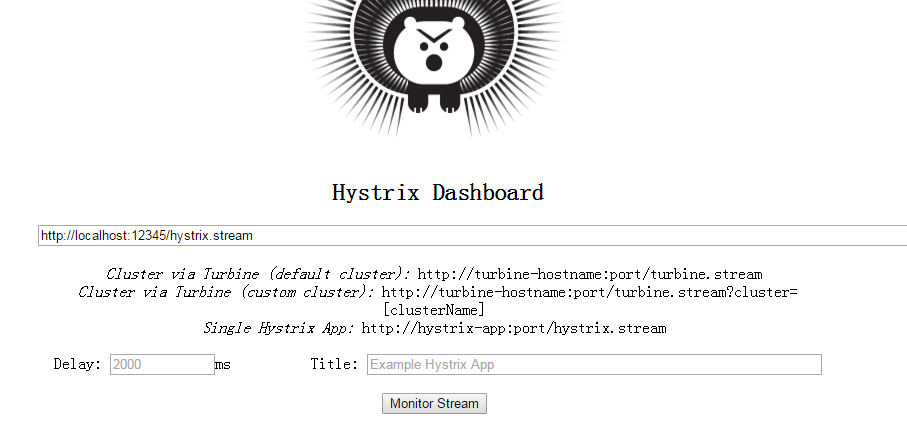 Hystrix Dashboard
http://localhost:12345/hystrix.stream
Cluster via Turbine (default cluster): http://turbine-hostname:port/turbine.stream
Cluster via Turbine (custom cluster): http://turbine-hostname:port/turbine.stream?cluster=
[clusterName]
Single Hystrix App: http://hystrix-app:port/hystrix.stream
Delay: 2000 ms Title: Example Hystrix App
Monitor Stream